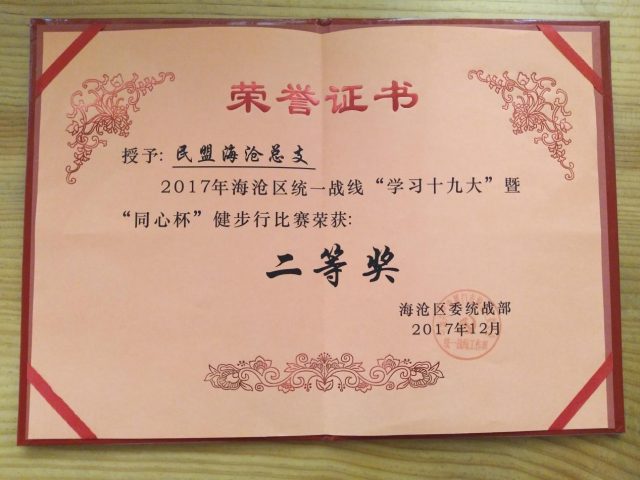 荣誉证书
授予: 民盟海沧总支
2017年海沧区统一战线“学习十九大”暨
“同心杯”健步行比赛荣获:
二等奖
海沧区委统战部
2017年12月